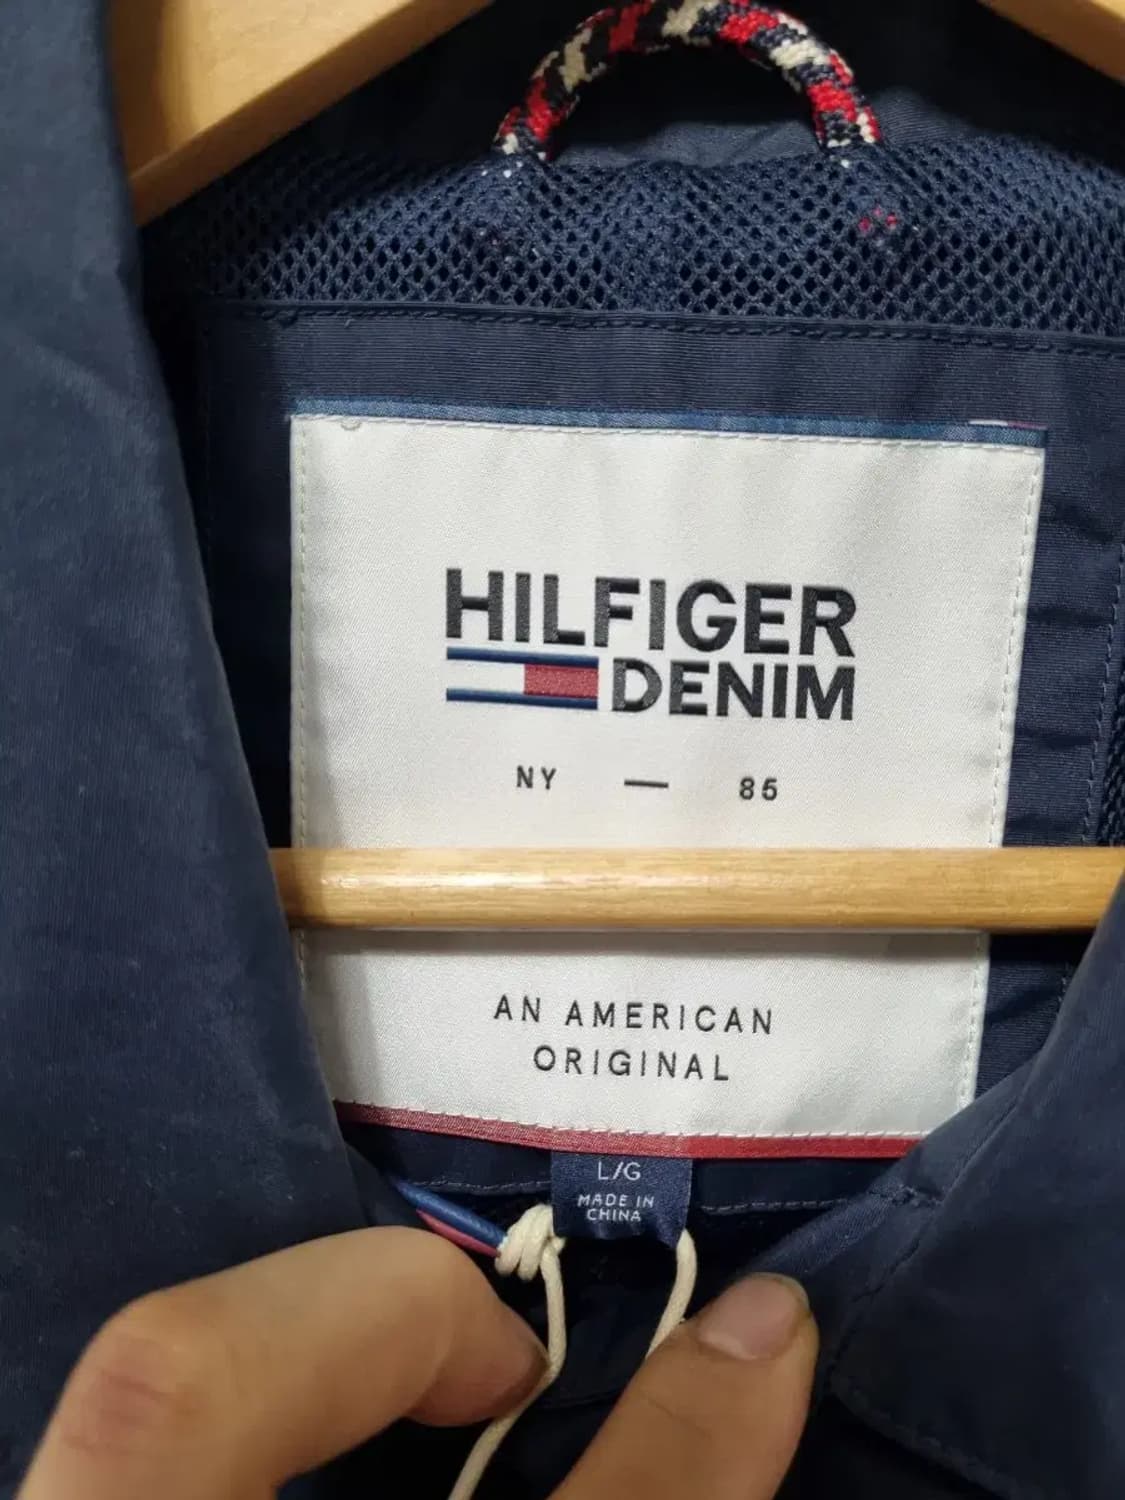 HILFIGER
DENIM
NY — 85
AN AMERICAN
ORIGINAL
L/G
MADE IN
CHINA